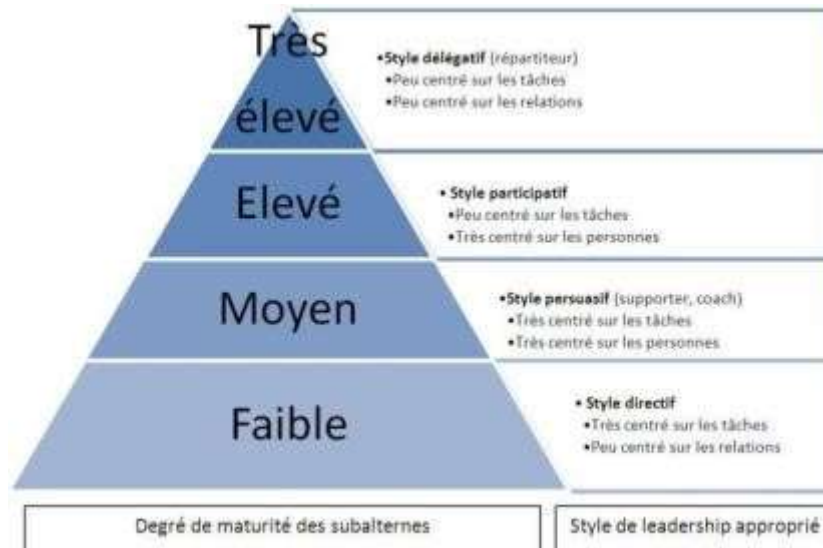 Très
élevé
•Style délégatif (répartiteur)
•Peu centré sur les tâches
•Peu centré sur les relations
Elevé
• Style participatif
•Peu centré sur les tâches
•Très centré sur les personnes
Moyen
•Style persuasif (supporter, coach)
•Très centré sur les tâches
•Très centré sur les personnes
Faible
• Style directif
•Très centré sur les tâches
•Peu centré sur les relations
Degré de maturité des subalternes
Style de leadership approprié